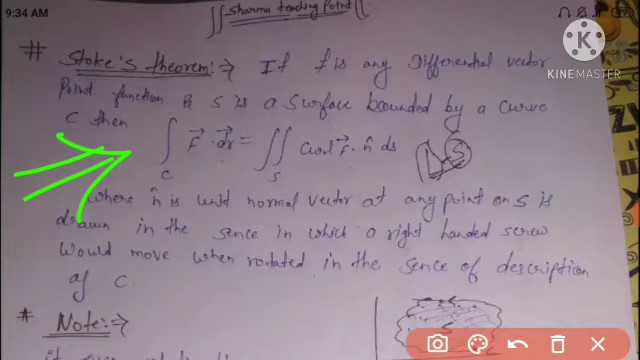 9:34 AM
∬ Sharma teaching Point ∬
KINEMASTER
# Stoke's theorem:→ If f is any Differential vector
Point function & S is a surface bounded by a curve
C then
∫_C F⃗ · d⃗r = ∬_S Curl F⃗ · n̂ ds
S
where n̂ is unit normal vector at any point on S is
drawn in the sence in which a right handed screw
would move when rotated in the sence of description
of C.
# Note:→